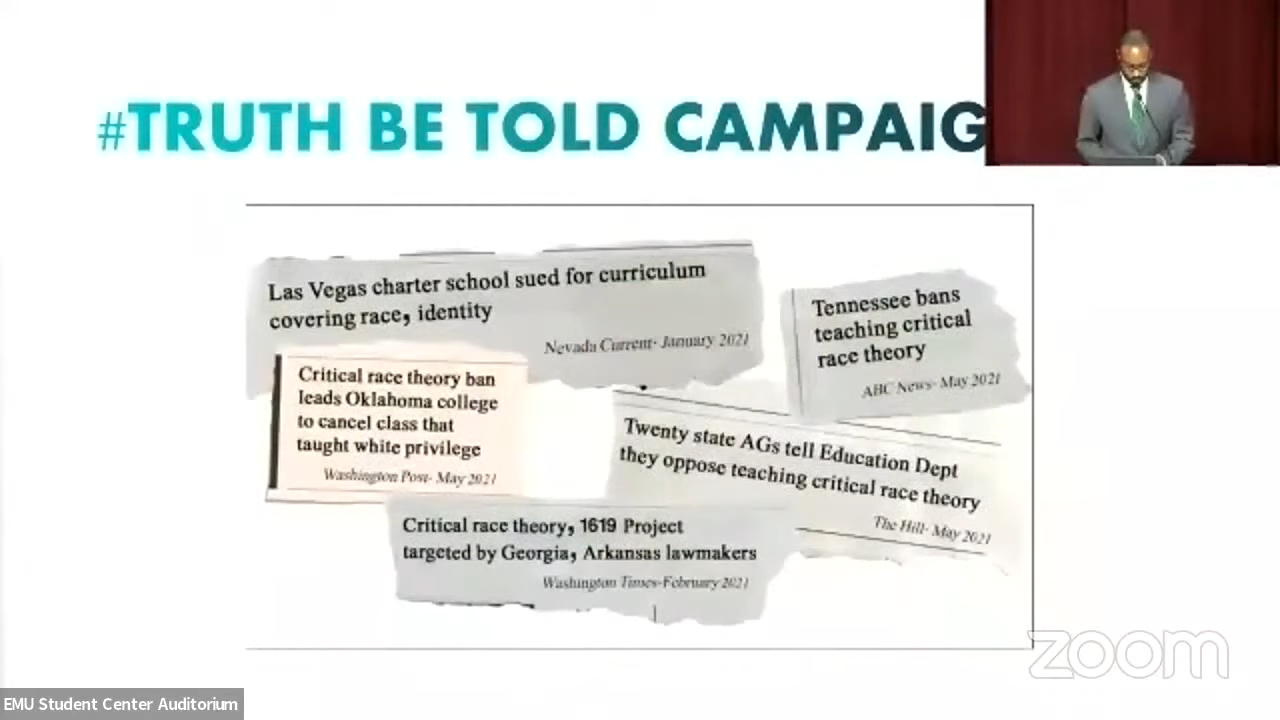 #TRUTH BE TOLD CAMPAIG
Las Vegas charter school sued for curriculum
covering race, identity
Nevada Current- January 2021
Tennessee bans
teaching critical
race theory
ABC News- May 2021
Critical race theory ban
leads Oklahoma college
to cancel class that
taught white privilege
Washington Post- May 2021
Twenty state AGs tell Education Dept
they oppose teaching critical race theory
The Hill- May 2021
Critical race theory, 1619 Project
targeted by Georgia, Arkansas lawmakers
Washington Times-February 2021
zoom
EMU Student Center Auditorium